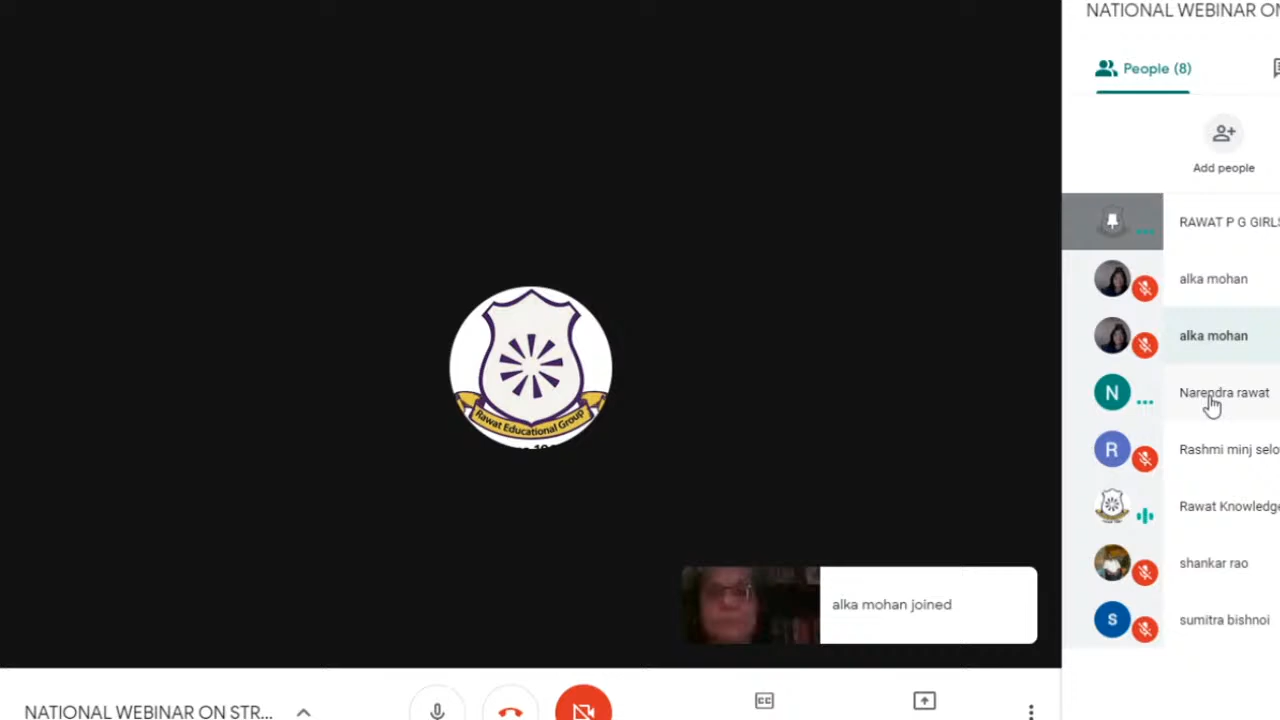 NATIONAL WEBINAR ON
People (8)
Add people
RAWAT P G GIRLS
alka mohan
alka mohan
N
Narendra rawat
R
Rashmi minj selo
Rawat Knowledge
shankar rao
s
sumitra bishnoi
Rawat Educational Group
alka mohan joined
NATIONAL WEBINAR ON STR...
CC